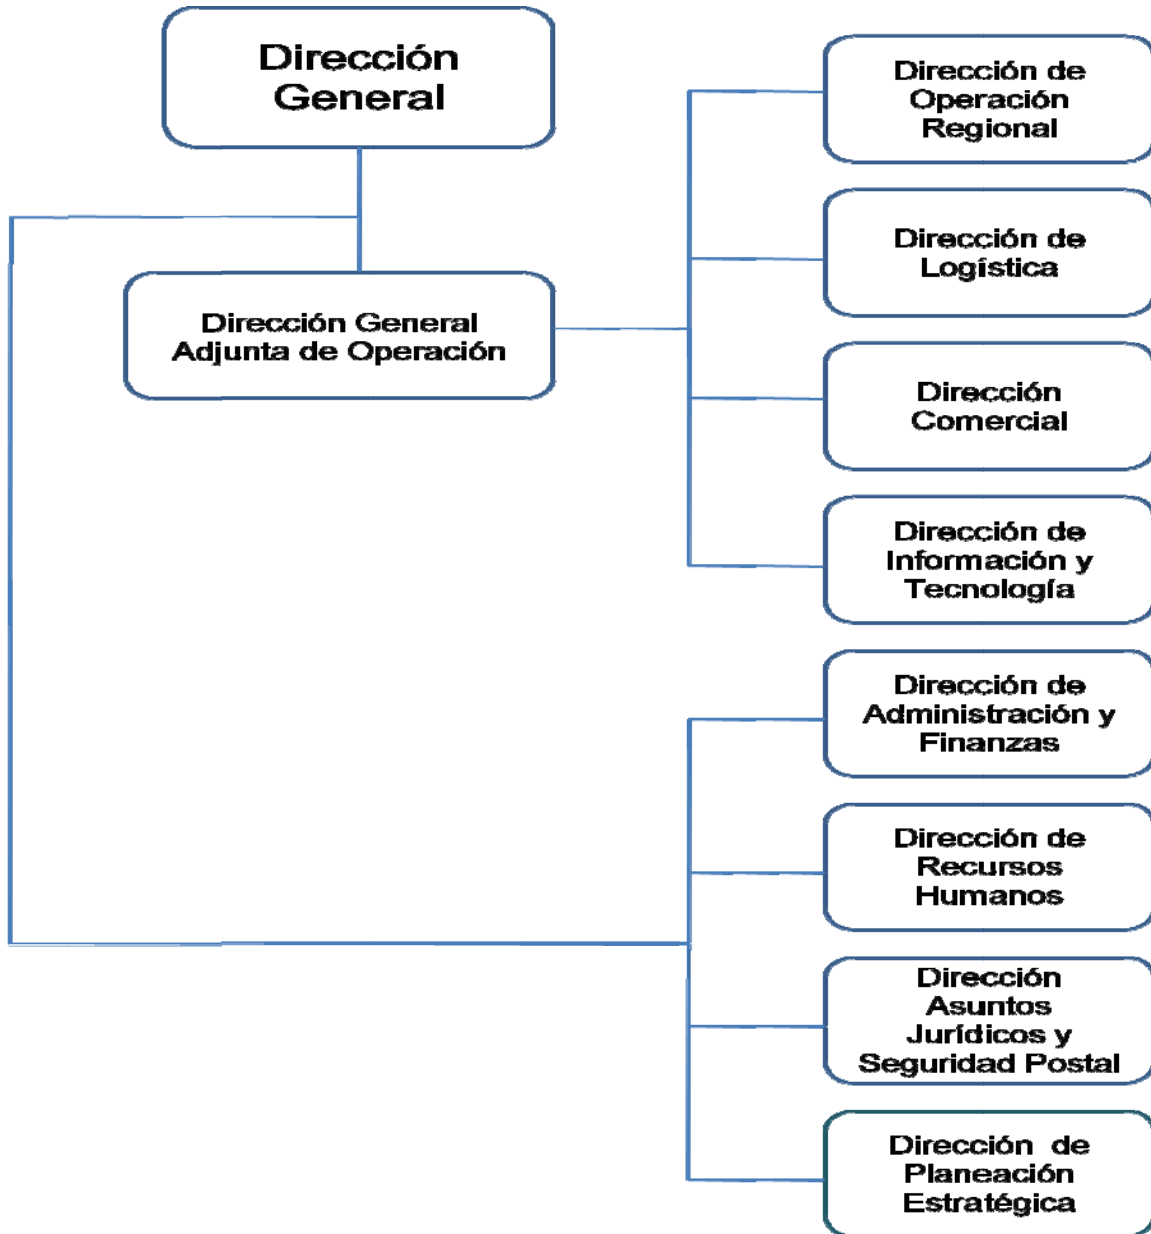 Dirección
General
Dirección General
Adjunta de Operación
Dirección de
Operación
Regional
Dirección de
Logística
Dirección
Comercial
Dirección de
Información y
Tecnología
Dirección de
Administración y
Finanzas
Dirección de
Recursos
Humanos
Dirección
Asuntos
Jurídicos y
Seguridad Postal
Dirección de
Planeación
Estratégica